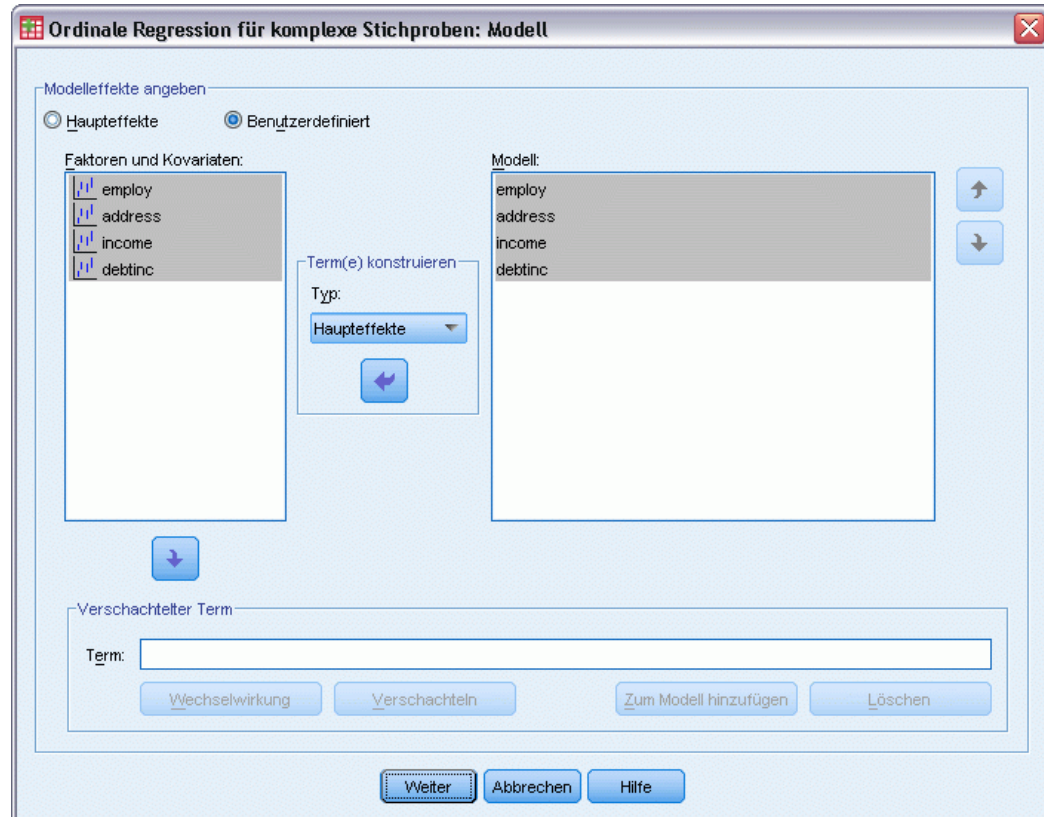 Ordinale Regression für komplexe Stichproben: Modell
Modelleffekte angeben
Haupteffekte
Benutzerdefiniert
Faktoren und Kovariaten:
employ
address
income
debtinc
Term(e) konstruieren
Typ:
Haupteffekte
Modell:
employ
address
income
debtinc
Verschachtelter Term
Term:
Wechselwirkung
Verschachteln
Zum Modell hinzufügen
Löschen
Weiter
Abbrechen
Hilfe